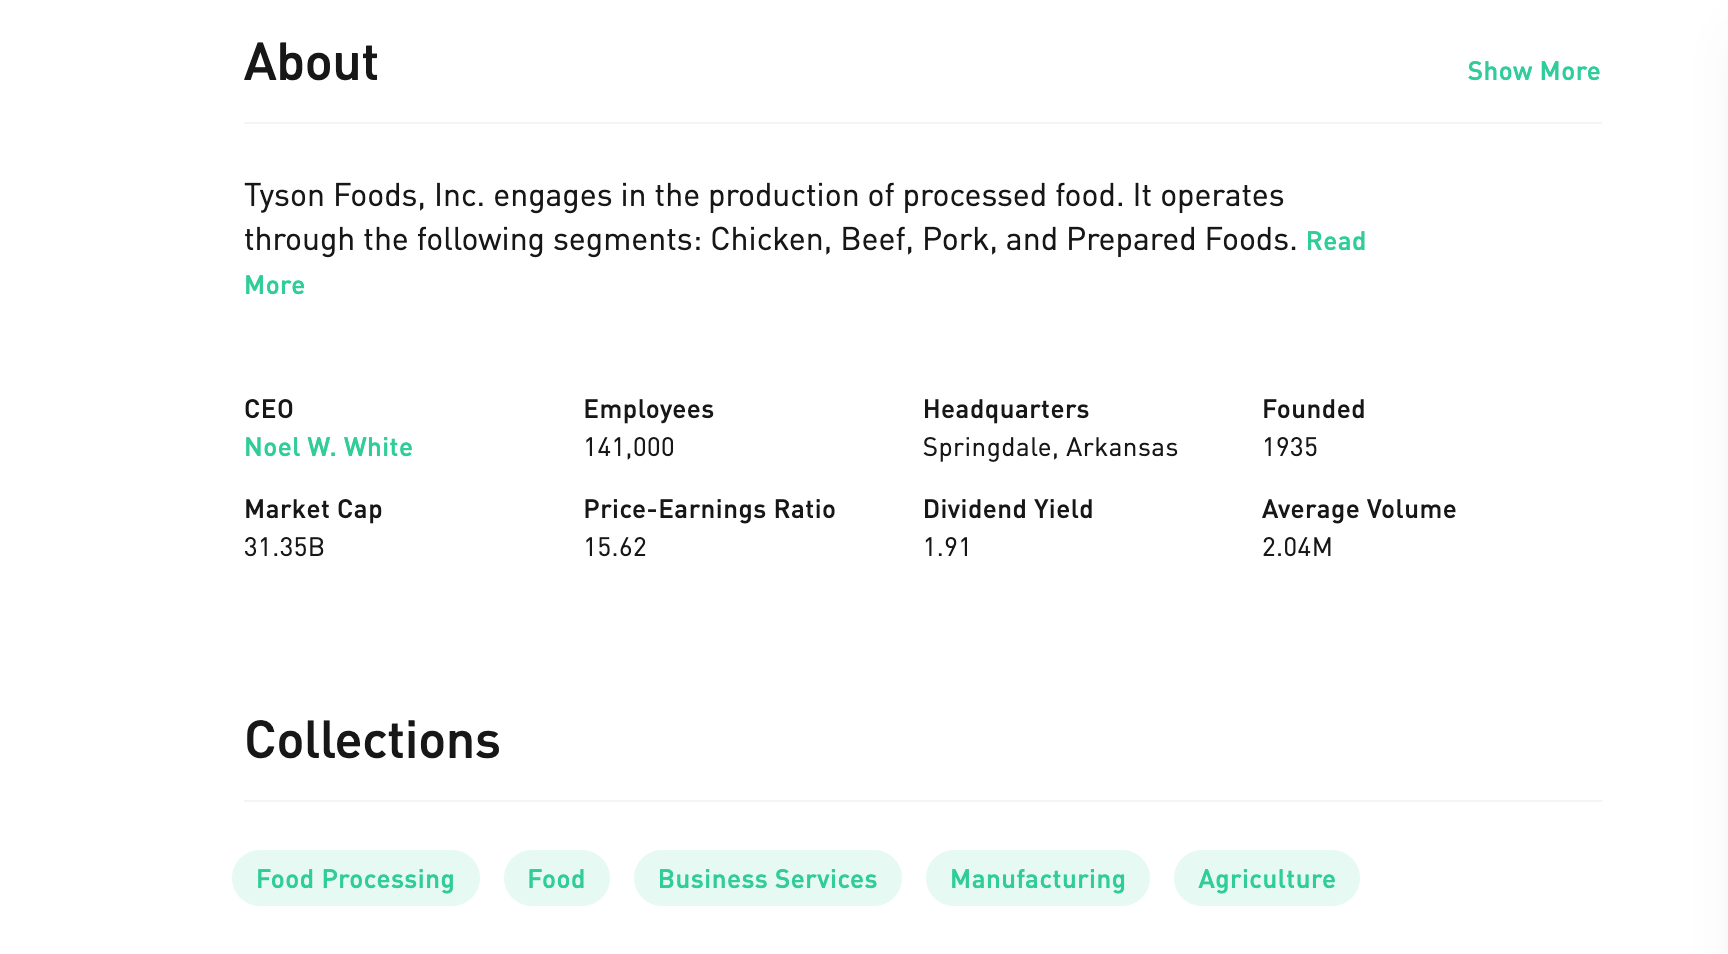 About
Show More
Tyson Foods, Inc. engages in the production of processed food. It operates
through the following segments: Chicken, Beef, Pork, and Prepared Foods. Read
More
CEO
Noel W. White
Employees
141,000
Headquarters
Springdale, Arkansas
Founded
1935
Market Cap
31.35B
Price-Earnings Ratio
15.62
Dividend Yield
1.91
Average Volume
2.04M
Collections
Food Processing
Food
Business Services
Manufacturing
Agriculture